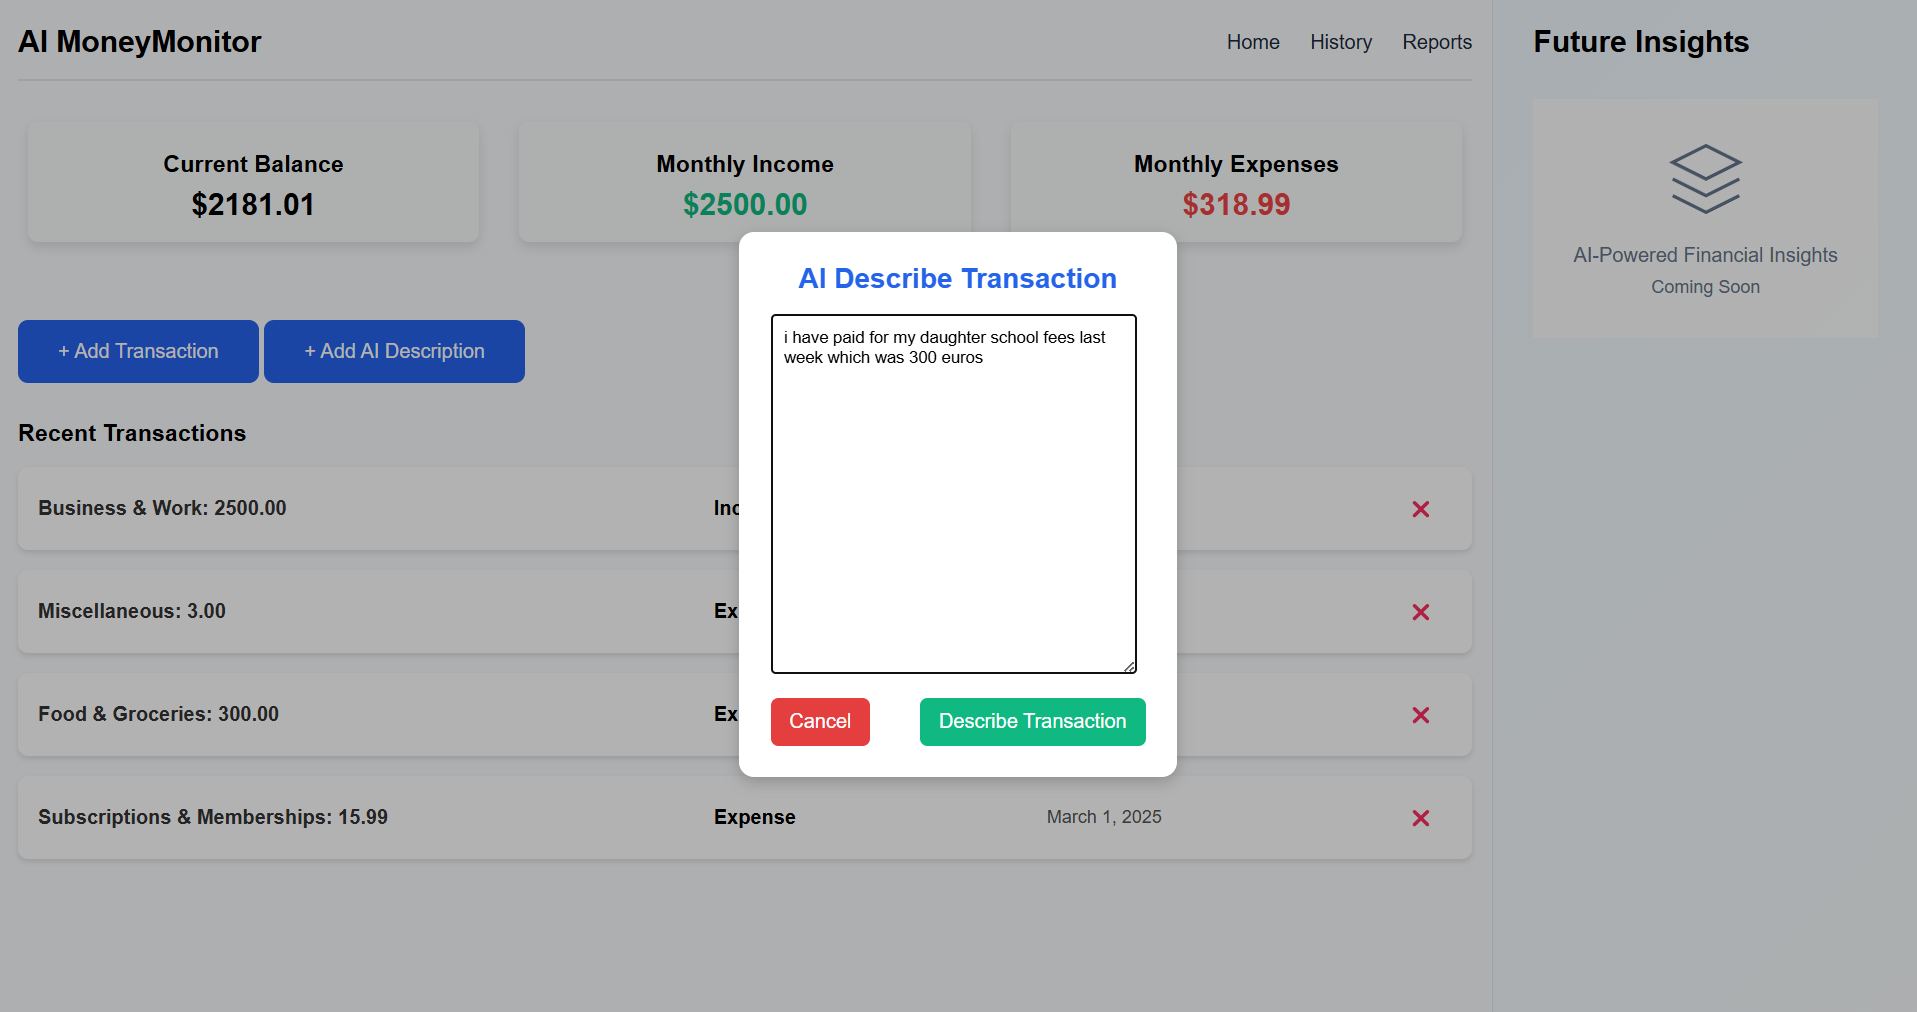 AI MoneyMonitor
Home
History
Reports
Future Insights
Current Balance
$2181.01
Monthly Income
$2500.00
Monthly Expenses
$318.99
AI-Powered Financial Insights
Coming Soon
+ Add Transaction
+ Add AI Description
AI Describe Transaction
i have paid for my daughter school fees last
week which was 300 euros
Cancel
Describe Transaction
Recent Transactions
Business & Work: 2500.00
Inc
Miscellaneous: 3.00
Ex
Food & Groceries: 300.00
Ex
Subscriptions & Memberships: 15.99
Expense
March 1, 2025